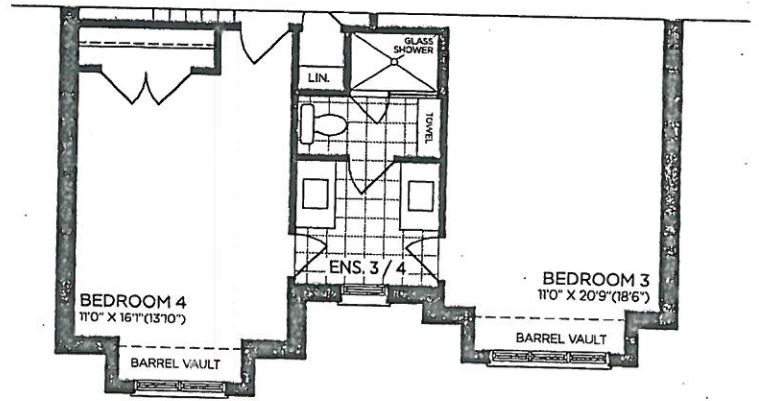 GLASS
SHOWER
LIN.
TOWEL
ENS. 3 / 4
BEDROOM 4
11'0" X 16'1"(13'10")
BARREL VAULT
BEDROOM 3
11'0" X 20'9"(18'6")
BARREL VAULT